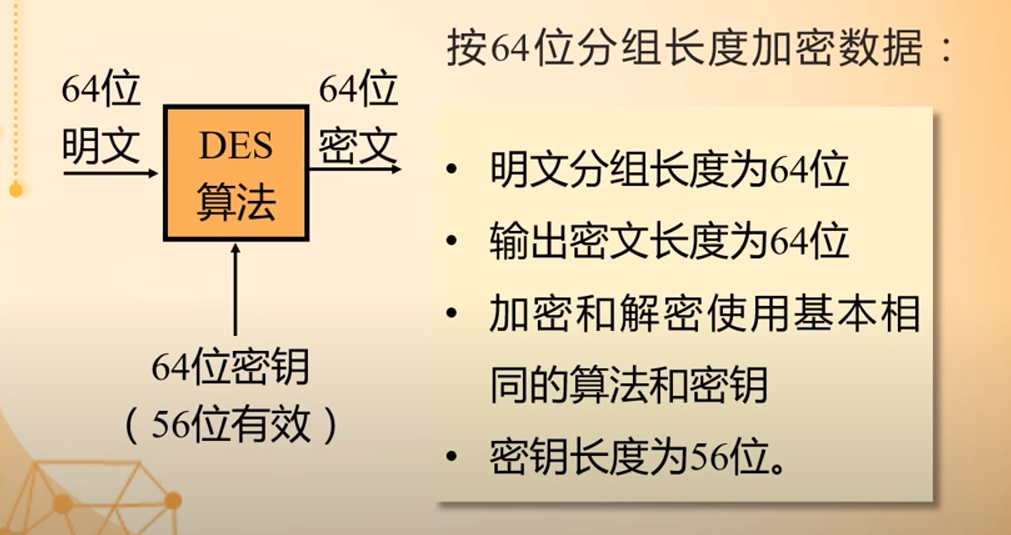 按64位分组长度加密数据：
64位
明文
DES
算法
64位
密文
64位密钥
（56位有效）
• 明文分组长度为64位
• 输出密文长度为64位
• 加密和解密使用基本相
同的算法和密钥
• 密钥长度为56位。